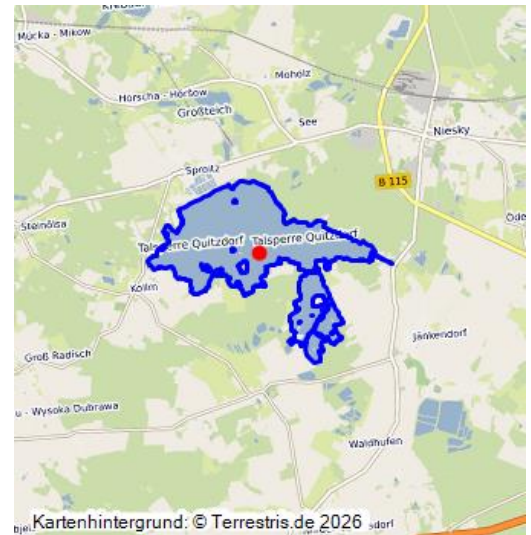 Mücka - Mikow
Moholz
Horscha - Hóršow
Großteich
See
Niesky
Sproitz
B 115
Steinölsa
Talsperre Quitzdorf Talsperre Quitzdorf
Kollm
Jänkendorf
Groß Radisch
u - Wysoka Dubrawa
Waldhufen
Kartenhintergrund: © Terrestris.de 2026